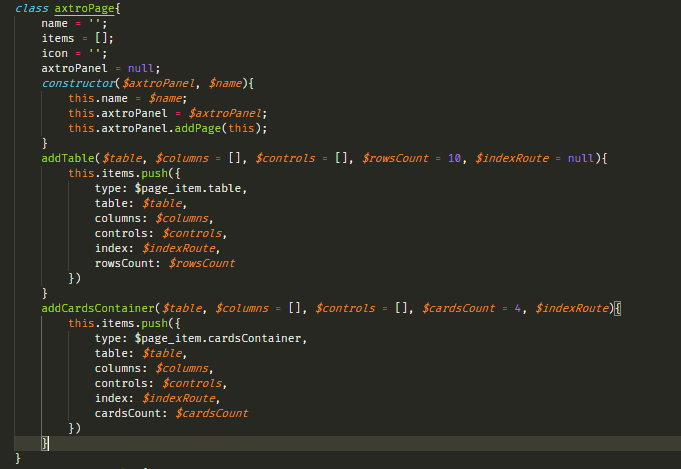 class axtroPage{
name = '';
items = [];
icon = '';
axtroPanel = null;
constructor($axtroPanel, $name){
this.name = $name;
this.axtroPanel = $axtroPanel;
this.axtroPanel.addPage(this);
}
addTable($table, $columns = [], $controls = [], $rowsCount = 10, $indexRoute = null){
this.items.push({
type: $page_item.table,
table: $table,
columns: $columns,
controls: $controls,
index: $indexRoute,
rowsCount: $rowsCount
})
}
addCardsContainer($table, $columns = [], $controls = [], $cardsCount = 4, $indexRoute){
this.items.push({
type: $page_item.cardsContainer,
table: $table,
columns: $columns,
controls: $controls,
index: $indexRoute,
cardsCount: $cardsCount
})
}
}